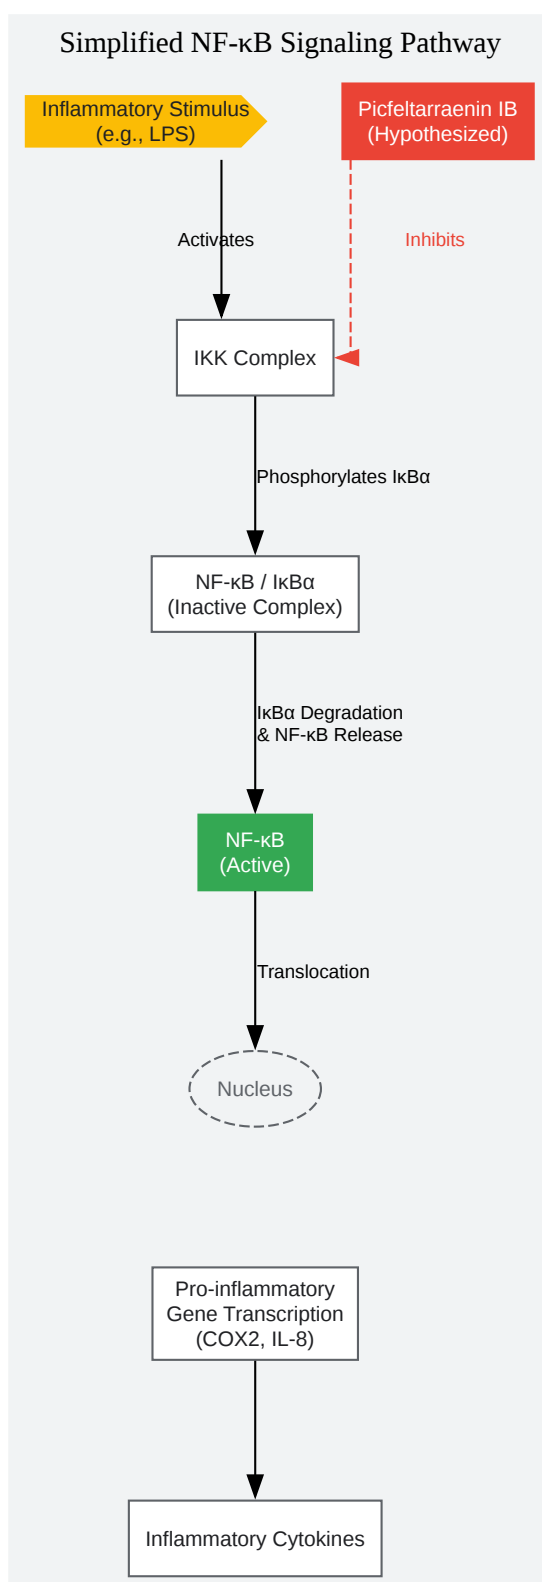 Simplified NF-κB Signaling Pathway
Inflammatory Stimulus
(e.g., LPS)
Picfeltarraenin IB
(Hypothesized)
Activates
Inhibits
IKK Complex
Phosphorylates IκBα
NF-κB / IκBα
(Inactive Complex)
IκBα Degradation
& NF-κB Release
NF-κB
(Active)
Translocation
Nucleus
Pro-inflammatory
Gene Transcription
(COX2, IL-8)
Inflammatory Cytokines